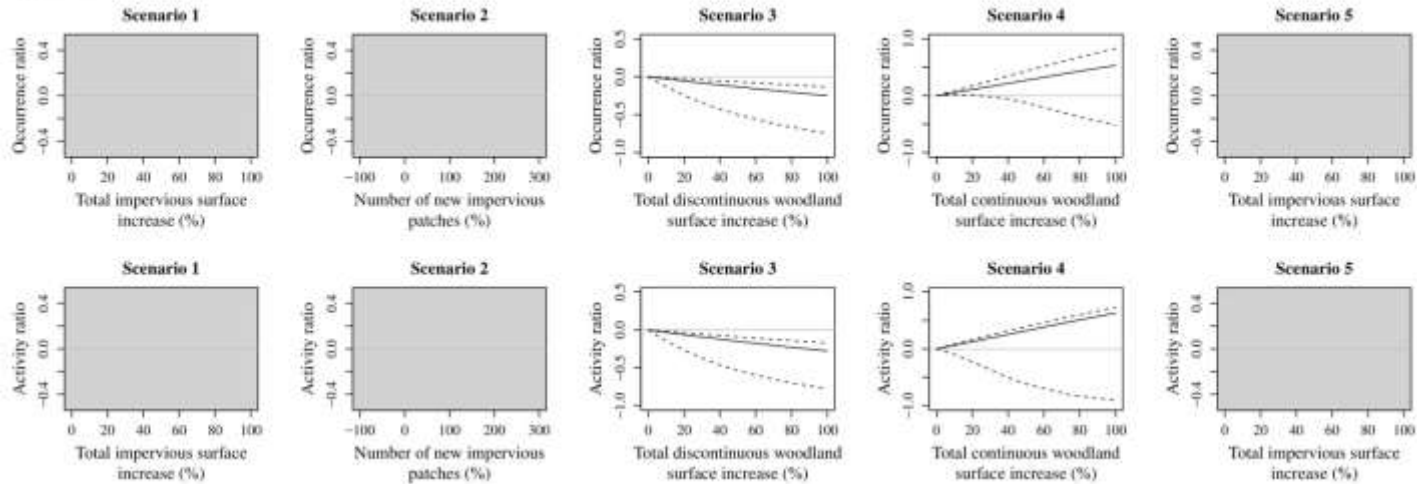 Scenario 1 Scenario 2 Scenario 3 Scenario 4 Scenario 5
Occurrence ratio
−0.4 0.0 0.4
0 20 40 60 80 100
Total impervious surface
increase (%)
Occurrence ratio
−0.4 0.0 0.4
−100 0 100 200 300
Number of new impervious
patches (%)
Occurrence ratio
−1.0 −0.5 0.0 0.5
0 20 40 60 80 100
Total discontinuous woodland
surface increase (%)
Occurrence ratio
−1.0 0.0 1.0
0 20 40 60 80 100
Total continuous woodland
surface increase (%)
Occurrence ratio
−0.4 0.0 0.4
0 20 40 60 80 100
Total impervious surface
increase (%)
Scenario 1 Scenario 2 Scenario 3 Scenario 4 Scenario 5
Activity ratio
−0.4 0.0 0.4
0 20 40 60 80 100
Total impervious surface
increase (%)
Activity ratio
−0.4 0.0 0.4
−100 0 100 200 300
Number of new impervious
patches (%)
Activity ratio
−1.0 −0.5 0.0 0.5
0 20 40 60 80 100
Total discontinuous woodland
surface increase (%)
Activity ratio
−1.0 0.0 1.0
0 20 40 60 80 100
Total continuous woodland
surface increase (%)
Activity ratio
−0.4 0.0 0.4
0 20 40 60 80 100
Total impervious surface
increase (%)